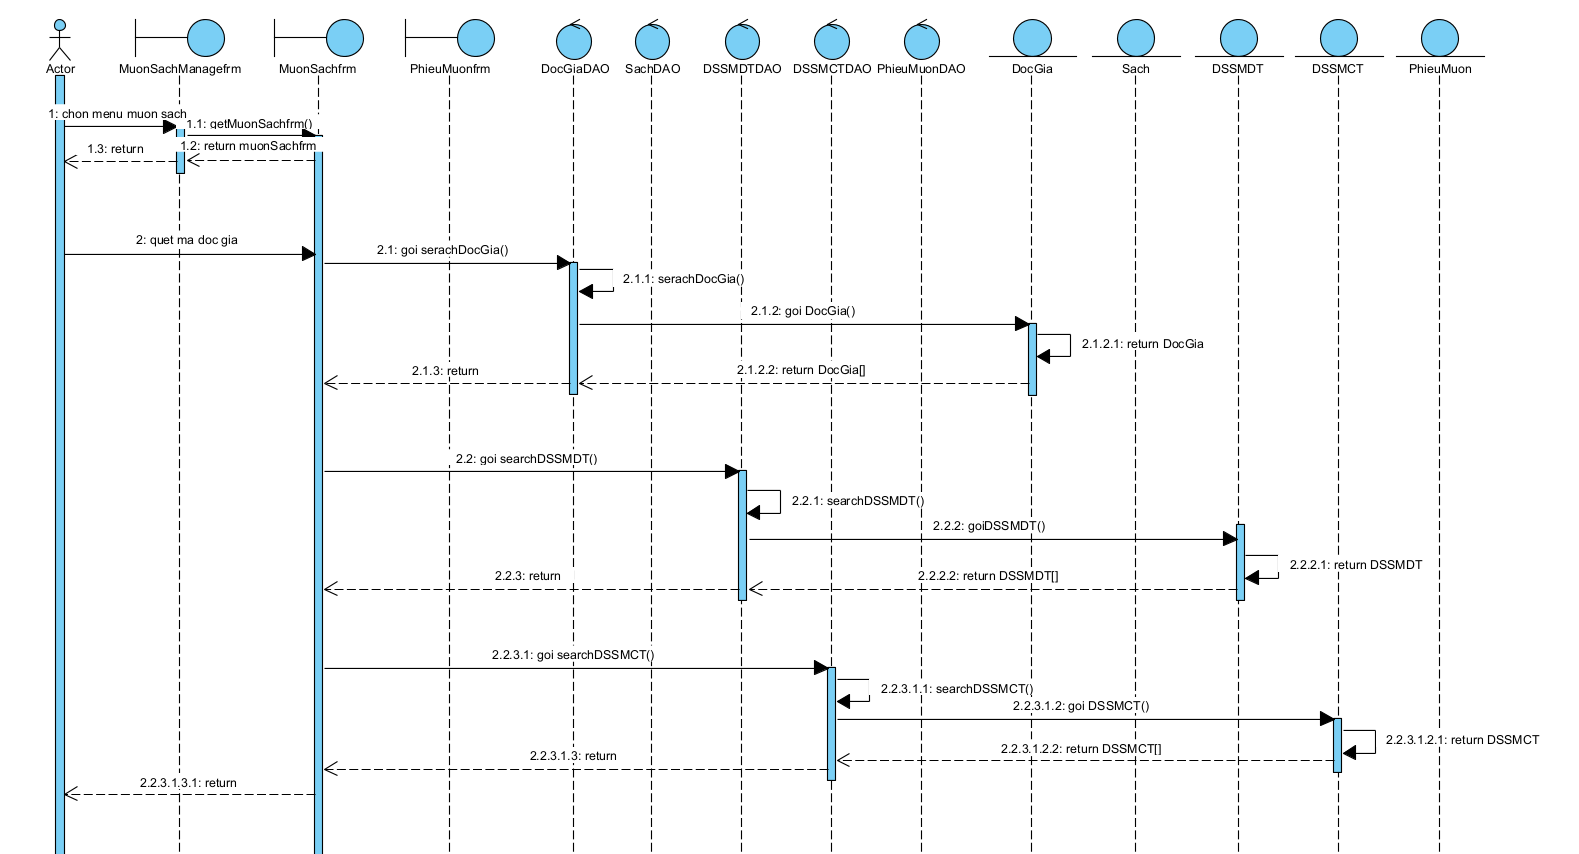 Actor
MuonSachManagefrm
MuonSachfrm
PhieuMuonfrm
DocGiaDAO
SachDAO
DSSMDTDAO
DSSMCTDAO
PhieuMuonDAO
DocGia
Sach
DSSMDT
DSSMCT
PhieuMuon
1: chon menu muon sach
1.1: getMuonSachfrm()
1.2: return muonSachfrm
1.3: return
2: quet ma doc gia
2.1: goi serachDocGia()
2.1.1: serachDocGia()
2.1.2: goi DocGia()
2.1.2.1: return DocGia
2.1.3: return
2.1.2.2: return DocGia[]
2.2: goi searchDSSMDT()
2.2.1: searchDSSMDT()
2.2.2: goiDSSMDT()
2.2.2.1: return DSSMDT
2.2.3: return
2.2.2.2: return DSSMDT[]
2.2.3.1: goi searchDSSMCT()
2.2.3.1.1: searchDSSMCT()
2.2.3.1.2: goi DSSMCT()
2.2.3.1.2.1: return DSSMCT
2.2.3.1.3: return
2.2.3.1.2.2: return DSSMCT[]
2.2.3.1.3.1: return